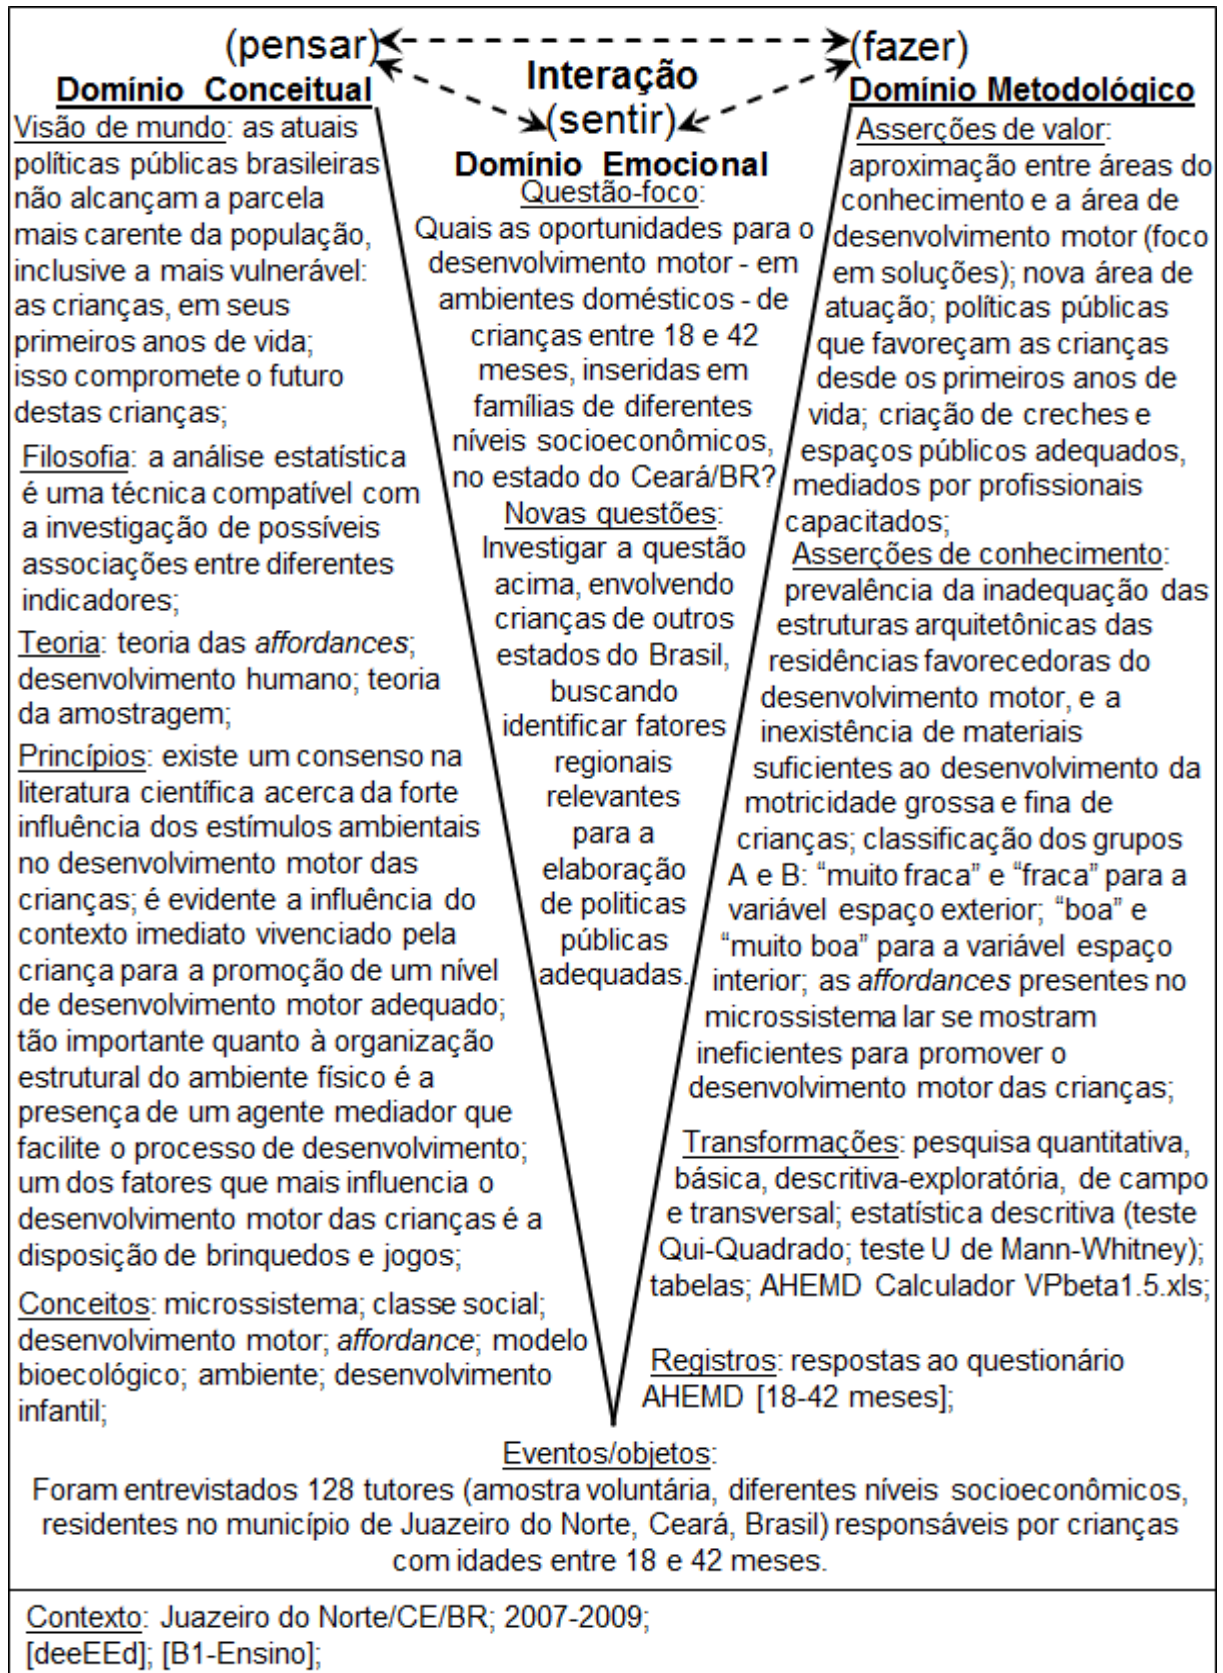 (pensar)
Domínio Conceitual
Visão de mundo: as atuais
políticas públicas brasileiras
não alcançam a parcela
mais carente da população,
inclusive a mais vulnerável:
as crianças, em seus
primeiros anos de vida;
isso compromete o futuro
destas crianças;
Filosofia: a análise estatística
é uma técnica compatível com
a investigação de possíveis
associações entre diferentes
indicadores;
Teoria: teoria das affordances;
desenvolvimento humano; teoria
da amostragem;
Princípios: existe um consenso na
literatura científica acerca da forte
influência dos estímulos ambientais
no desenvolvimento motor das
crianças; é evidente a influência do
contexto imediato vivenciado pela
criança para a promoção de um nível
de desenvolvimento motor adequado;
tão importante quanto à organização
estrutural do ambiente físico é a
presença de um agente mediador que
facilite o processo de desenvolvimento;
um dos fatores que mais influencia o
desenvolvimento motor das crianças é a
disposição de brinquedos e jogos;
Conceitos: microssistema; classe social;
desenvolvimento motor; affordance; modelo
bioecológico; ambiente; desenvolvimento
infantil;
Interação
(sentir)
Domínio Emocional
Questão-foco:
Quais as oportunidades para o
desenvolvimento motor - em
ambientes domésticos - de
crianças entre 18 e 42
meses, inseridas em
famílias de diferentes
níveis socioeconômicos,
no estado do Ceará/BR?
Novas questões:
Investigar a questão
acima, envolvendo
crianças de outros
estados do Brasil,
buscando
identificar fatores
regionais
relevantes
para a
elaboração
de politicas
públicas
adequadas.
(fazer)
Domínio Metodológico
Asserções de valor:
aproximação entre áreas do
conhecimento e a área de
desenvolvimento motor (foco
em soluções); nova área de
atuação; políticas públicas
que favoreçam as crianças
desde os primeiros anos de
vida; criação de creches e
espaços públicos adequados,
mediados por profissionais
capacitados;
Asserções de conhecimento:
prevalência da inadequação das
estruturas arquitetônicas das
residências favorecedoras do
desenvolvimento motor, e a
inexistência de materiais
suficientes ao desenvolvimento da
motricidade grossa e fina de
crianças; classificação dos grupos
A e B: “muito fraca” e “fraca” para a
variável espaço exterior; “boa” e
“muito boa” para a variável espaço
interior; as affordances presentes no
microssistema lar se mostram
ineficientes para promover o
desenvolvimento motor das crianças;
Transformações: pesquisa quantitativa,
básica, descritiva-exploratória, de campo
e transversal; estatística descritiva (teste
Qui-Quadrado; teste U de Mann-Whitney);
tabelas; AHEMD Calculador VPbeta1.5.xls;
Registros: respostas ao questionário
AHEMD [18-42 meses];
Eventos/objetos:
Foram entrevistados 128 tutores (amostra voluntária, diferentes níveis socioeconômicos,
residentes no município de Juazeiro do Norte, Ceará, Brasil) responsáveis por crianças
com idades entre 18 e 42 meses.
Contexto: Juazeiro do Norte/CE/BR; 2007-2009;
[deeEEd]; [B1-Ensino];